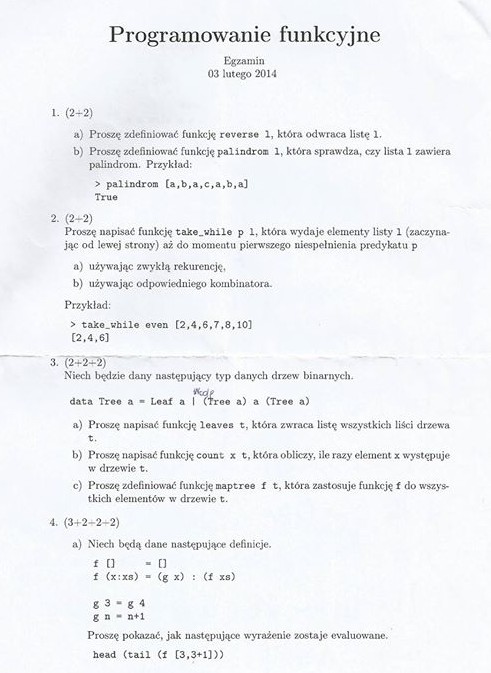 Programowanie funkcyjne
Egzamin
03 lutego 2014
1. (2+2)
a) Proszę zdefiniować funkcję reverse l, która odwraca listę l.
b) Proszę zdefiniować funkcję palindrom l, która sprawdza, czy lista l zawiera
palindrom. Przykład:
> palindrom [a,b,a,c,a,b,a]
True
2. (2+2)
Proszę napisać funkcję take_while p l, która wydaje elementy listy l (zaczyna-
jąc od lewej strony) aż do momentu pierwszego niespełnienia predykatu p
a) używając zwykłą rekurencję,
b) używając odpowiedniego kombinatora.
Przykład:
> take_while even [2,4,6,7,8,10]
[2,4,6]
3. (2+2+2)
Niech będzie dany następujący typ danych drzew binarnych.
Node
data Tree a = Leaf a | (Tree a) a (Tree a)
a) Proszę napisać funkcję leaves t, która zwraca listę wszystkich liści drzewa
t.
b) Proszę napisać funkcję count x t, która obliczy, ile razy element x występuje
w drzewie t.
c) Proszę zdefiniować funkcję maptree f t, która zastosuje funkcję f do wszys-
tkich elementów w drzewie t.
4. (3+2+2+2)
a) Niech będą dane następujące definicje.
f [] = []
f (x:xs) = (g x) : (f xs)
g 3 = g 4
g n = n+1
Proszę pokazać, jak następujące wyrażenie zostaje ewaluowane.
head (tail (f [3,3+1]))